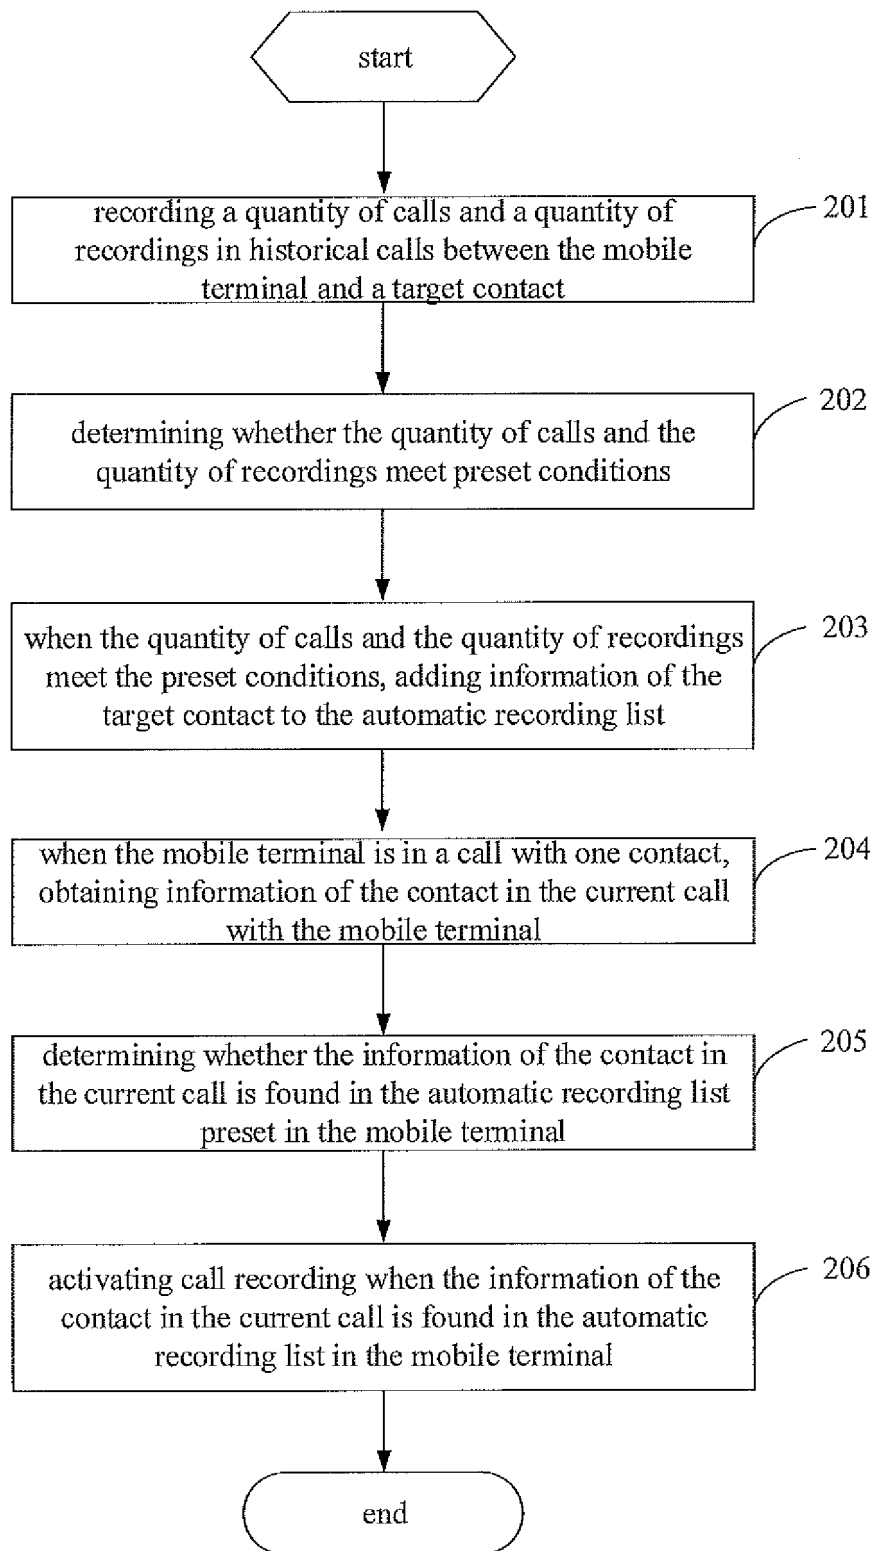 start
recording a quantity of calls and a quantity of
recordings in historical calls between the mobile
terminal and a target contact
201
determining whether the quantity of calls and the
quantity of recordings meet preset conditions
202
when the quantity of calls and the quantity of recordings
meet the preset conditions, adding information of the
target contact to the automatic recording list
203
when the mobile terminal is in a call with one contact,
obtaining information of the contact in the current call
with the mobile terminal
204
determining whether the information of the contact in
the current call is found in the automatic recording list
preset in the mobile terminal
205
activating call recording when the information of the
contact in the current call is found in the automatic
recording list in the mobile terminal
206
end